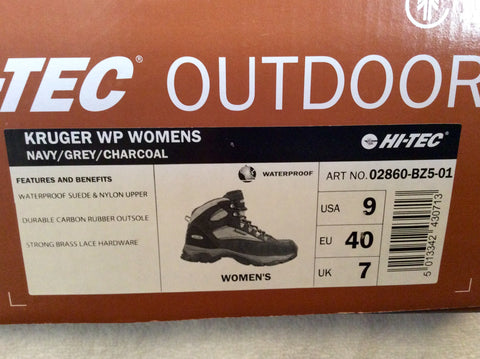 HI-TEC OUTDOOR
KRUGER WP WOMENS
NAVY/GREY/CHARCOAL
HI-TEC
FEATURES AND BENEFITS
WATERPROOF SUEDE & NYLON UPPER
DURABLE CARBON RUBBER OUTSOLE
STRONG BRASS LACE HARDWARE
WATERPROOF
WOMEN'S
ART NO. 02860-BZ5-01
USA 9
EU 40
UK 7
5 013342 430713